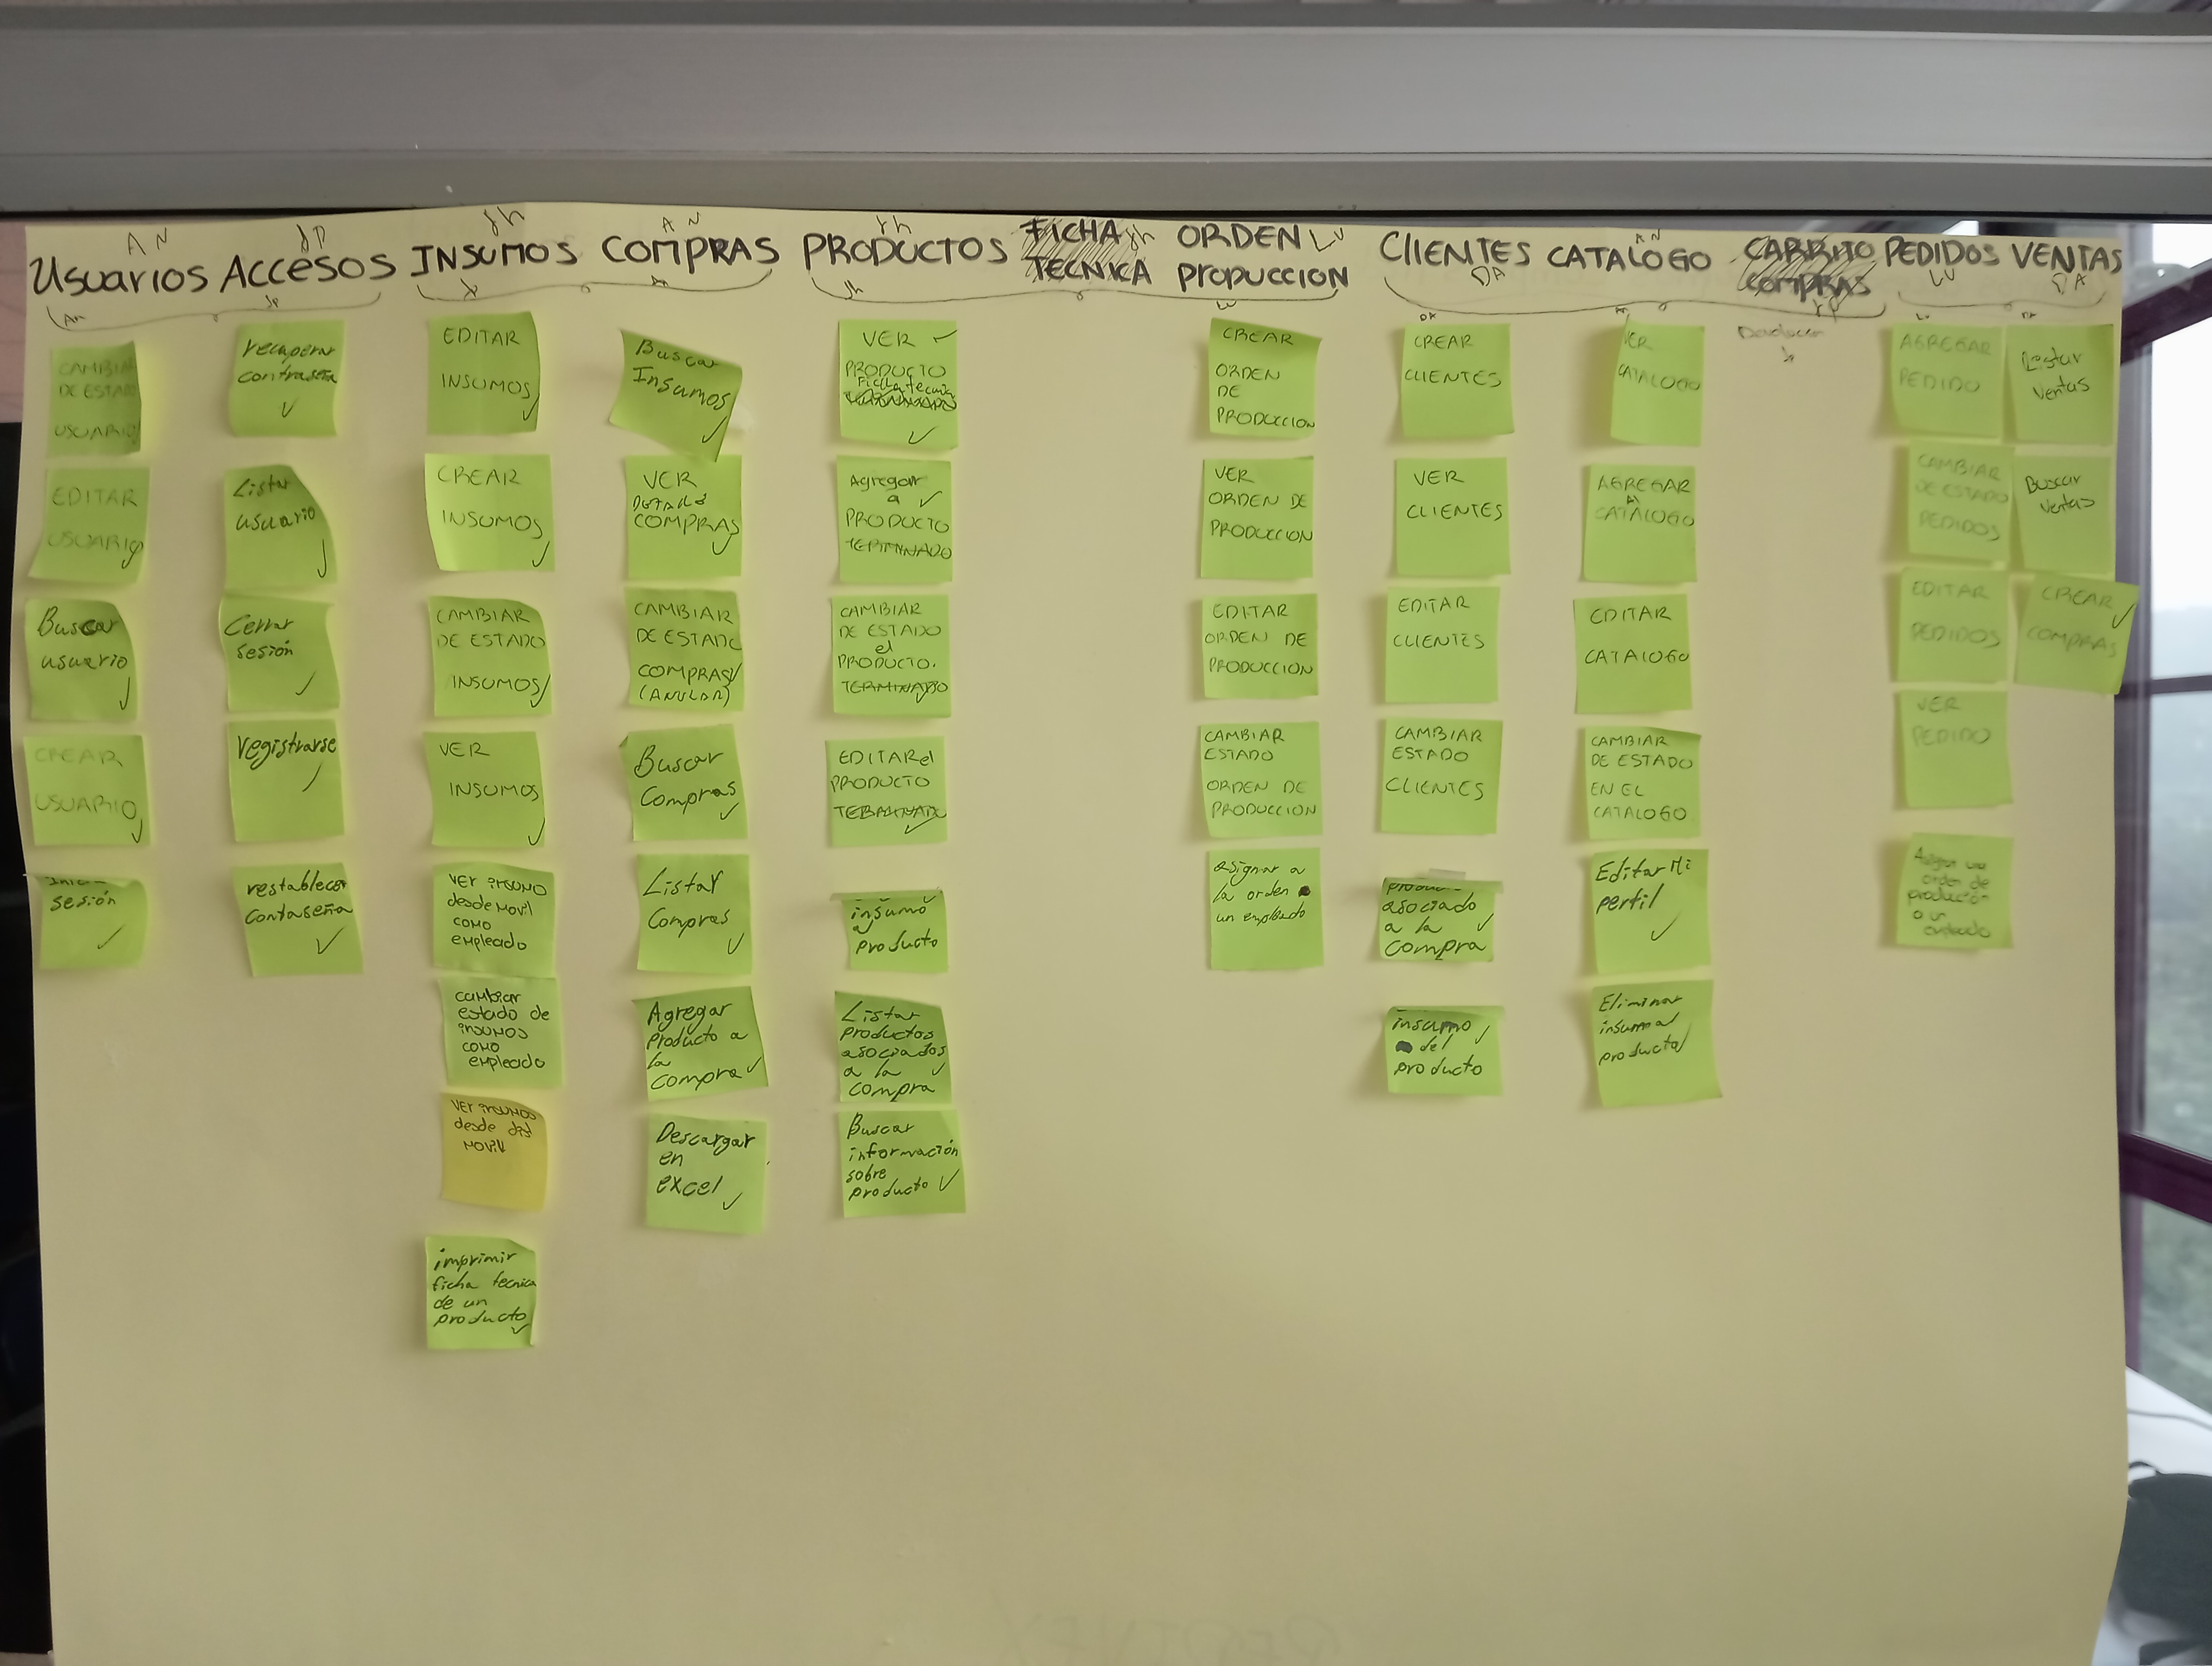 AN
JP
Jh
AN
Jh
Usuarios
Accesos
INSUMOS
COMPRAS
PRODUCTOS
FICHA
TECNICA
Jh
ORDEN LV
PRODUCCION
CLIENTES
DA
AN
CATALOGO
CARRITO
COMPRAS
PEDIDOS
LV
VENTAS
DA
CAMBIAR
DE ESTADO
USUARIO
EDITAR
USUARIO
Buscar
usuario
CREAR
USUARIO
sesión
recuperar
contraseña
Listar
usuario
Cerrar
sesión
registrarse
restablecer
contaseña
EDITAR
INSUMOS
CREAR
INSUMOS
CAMBIAR
DE ESTADO
INSUMOS
VER
INSUMOS
VER insumo
desde movil
como
empleado
cambiar
estado de
insumos
como
empleado
VER insumos
desde
MOVIL
imprimir
ficha tecnica
de un
producto
Buscar
Insumos
VER
DETALLE
COMPRAS
CAMBIAR
DE ESTADO
COMPRAS
(ANULAR)
Buscar
Compras
Listar
Compras
Agregar
producto a
la
compra
Descargar
en
excel
VER
PRODUCTO
Ficha tecnica
TERMINADO
Agregar
a
PRODUCTO
TERMINADO
CAMBIAR
DE ESTADO
el
PRODUCTO.
TERMINADO
EDITAR el
PRODUCTO
TERMINADO
insumo
a
producto
Listar
productos
asociados
a la
compra
Buscar
información
sobre
producto
CREAR
ORDEN
DE
PRODUCCION
VER
ORDEN DE
PRODUCCION
EDITAR
ORDEN DE
PRODUCCION
CAMBIAR
ESTADO
ORDEN DE
PRODUCCION
asignar a
la orden
un empleado
CREAR
CLIENTES
VER
CLIENTES
EDITAR
CLIENTES
CAMBIAR
ESTADO
CLIENTES
asociado
a la
compra
insumo
del
producto
VER
CATALOGO
AGREGAR
Al
CATALOGO
EDITAR
CATALOGO
CAMBIAR
DE ESTADO
EN EL
CATALOGO
Editar Mi
perfil
Eliminar
insumo al
producto
AGREGAR
PEDIDO
CAMBIAR
DE ESTADO
PEDIDOS
EDITAR
PEDIDOS
VER
PEDIDO
Asignar una
orden de
producción
a un
empleado
Listar
ventas
Buscar
ventas
CREAR
COMPRAS